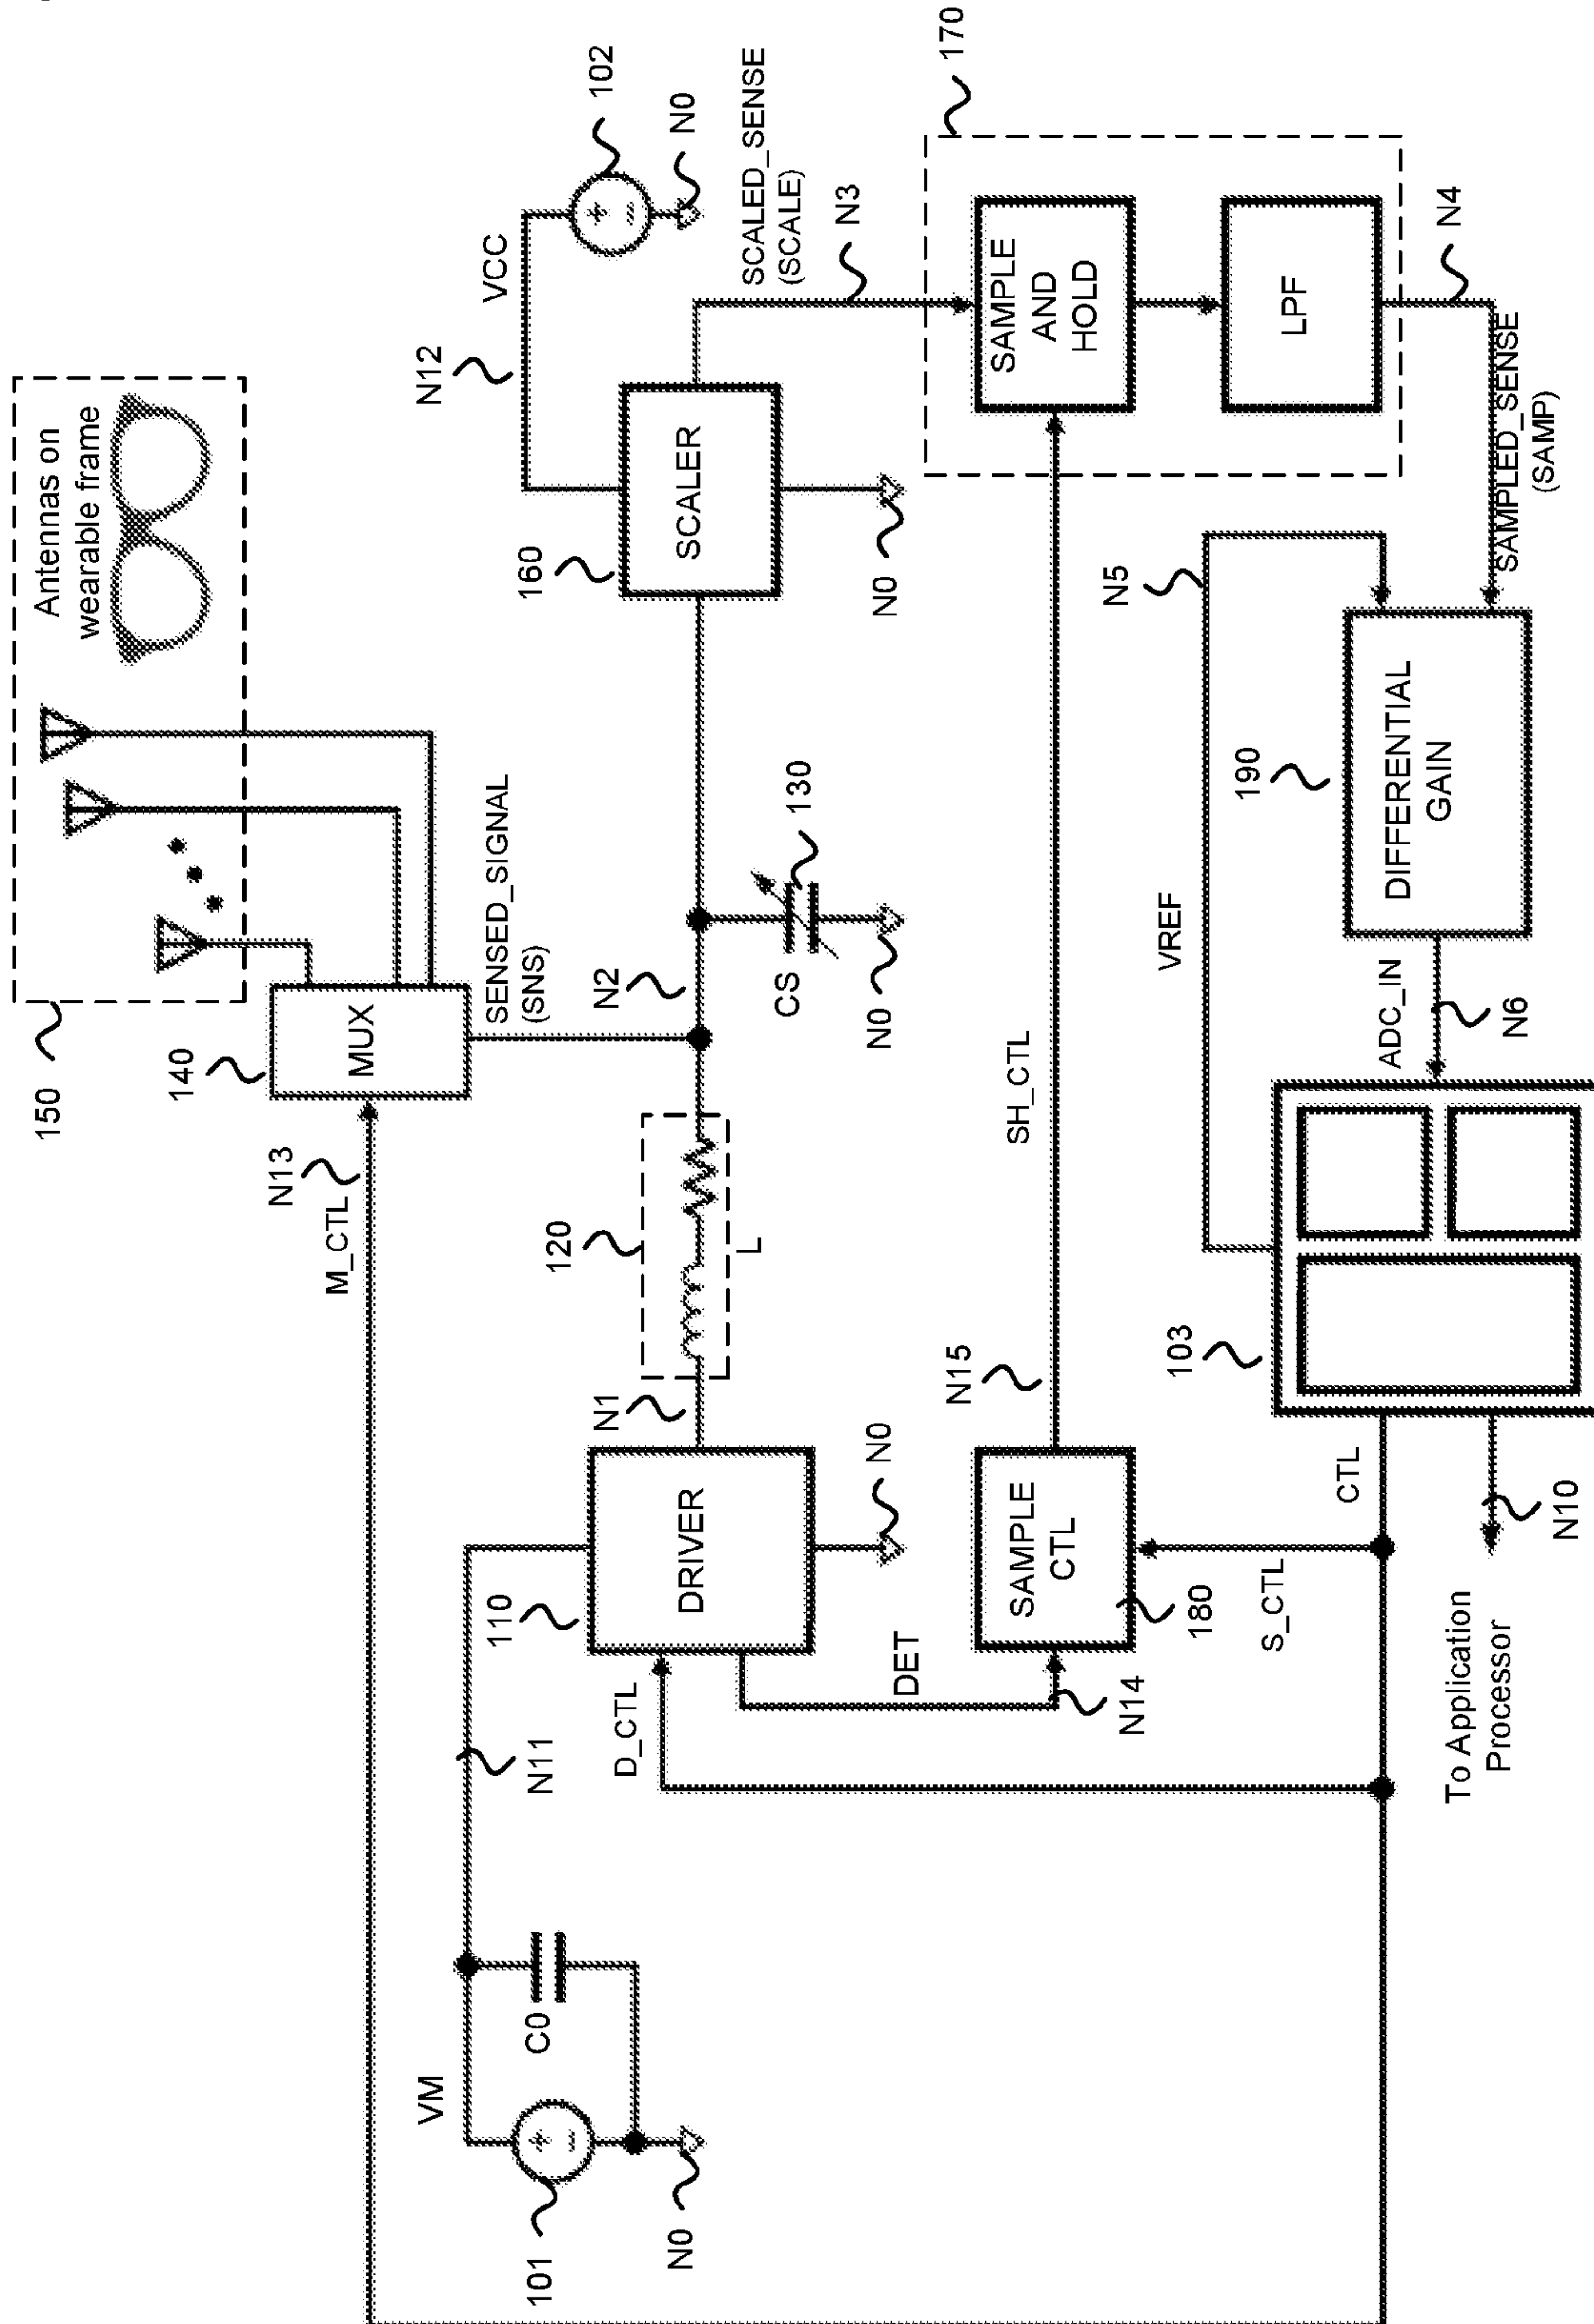 Antennas on
wearable frame
150
140
MUX
N13
M_CTL
SENSED_SIGNAL
(SNS)
VCC
102
N0
N12
SCALED_SENSE
(SCALE)
N3
170
VM
N11
110
DRIVER
N1
120
L
N2
CS
130
N0
160
SCALER
N0
101
C0
N0
D_CTL
DET
N0
N14
SAMPLE
CTL
180
N15
SH_CTL
SAMPLE
AND
HOLD
LPF
N4
S_CTL
CTL
103
VREF
N5
190
DIFFERENTIAL
GAIN
ADC_IN
N6
SAMPLED_SENSE
(SAMP)
To Application
Processor
N10